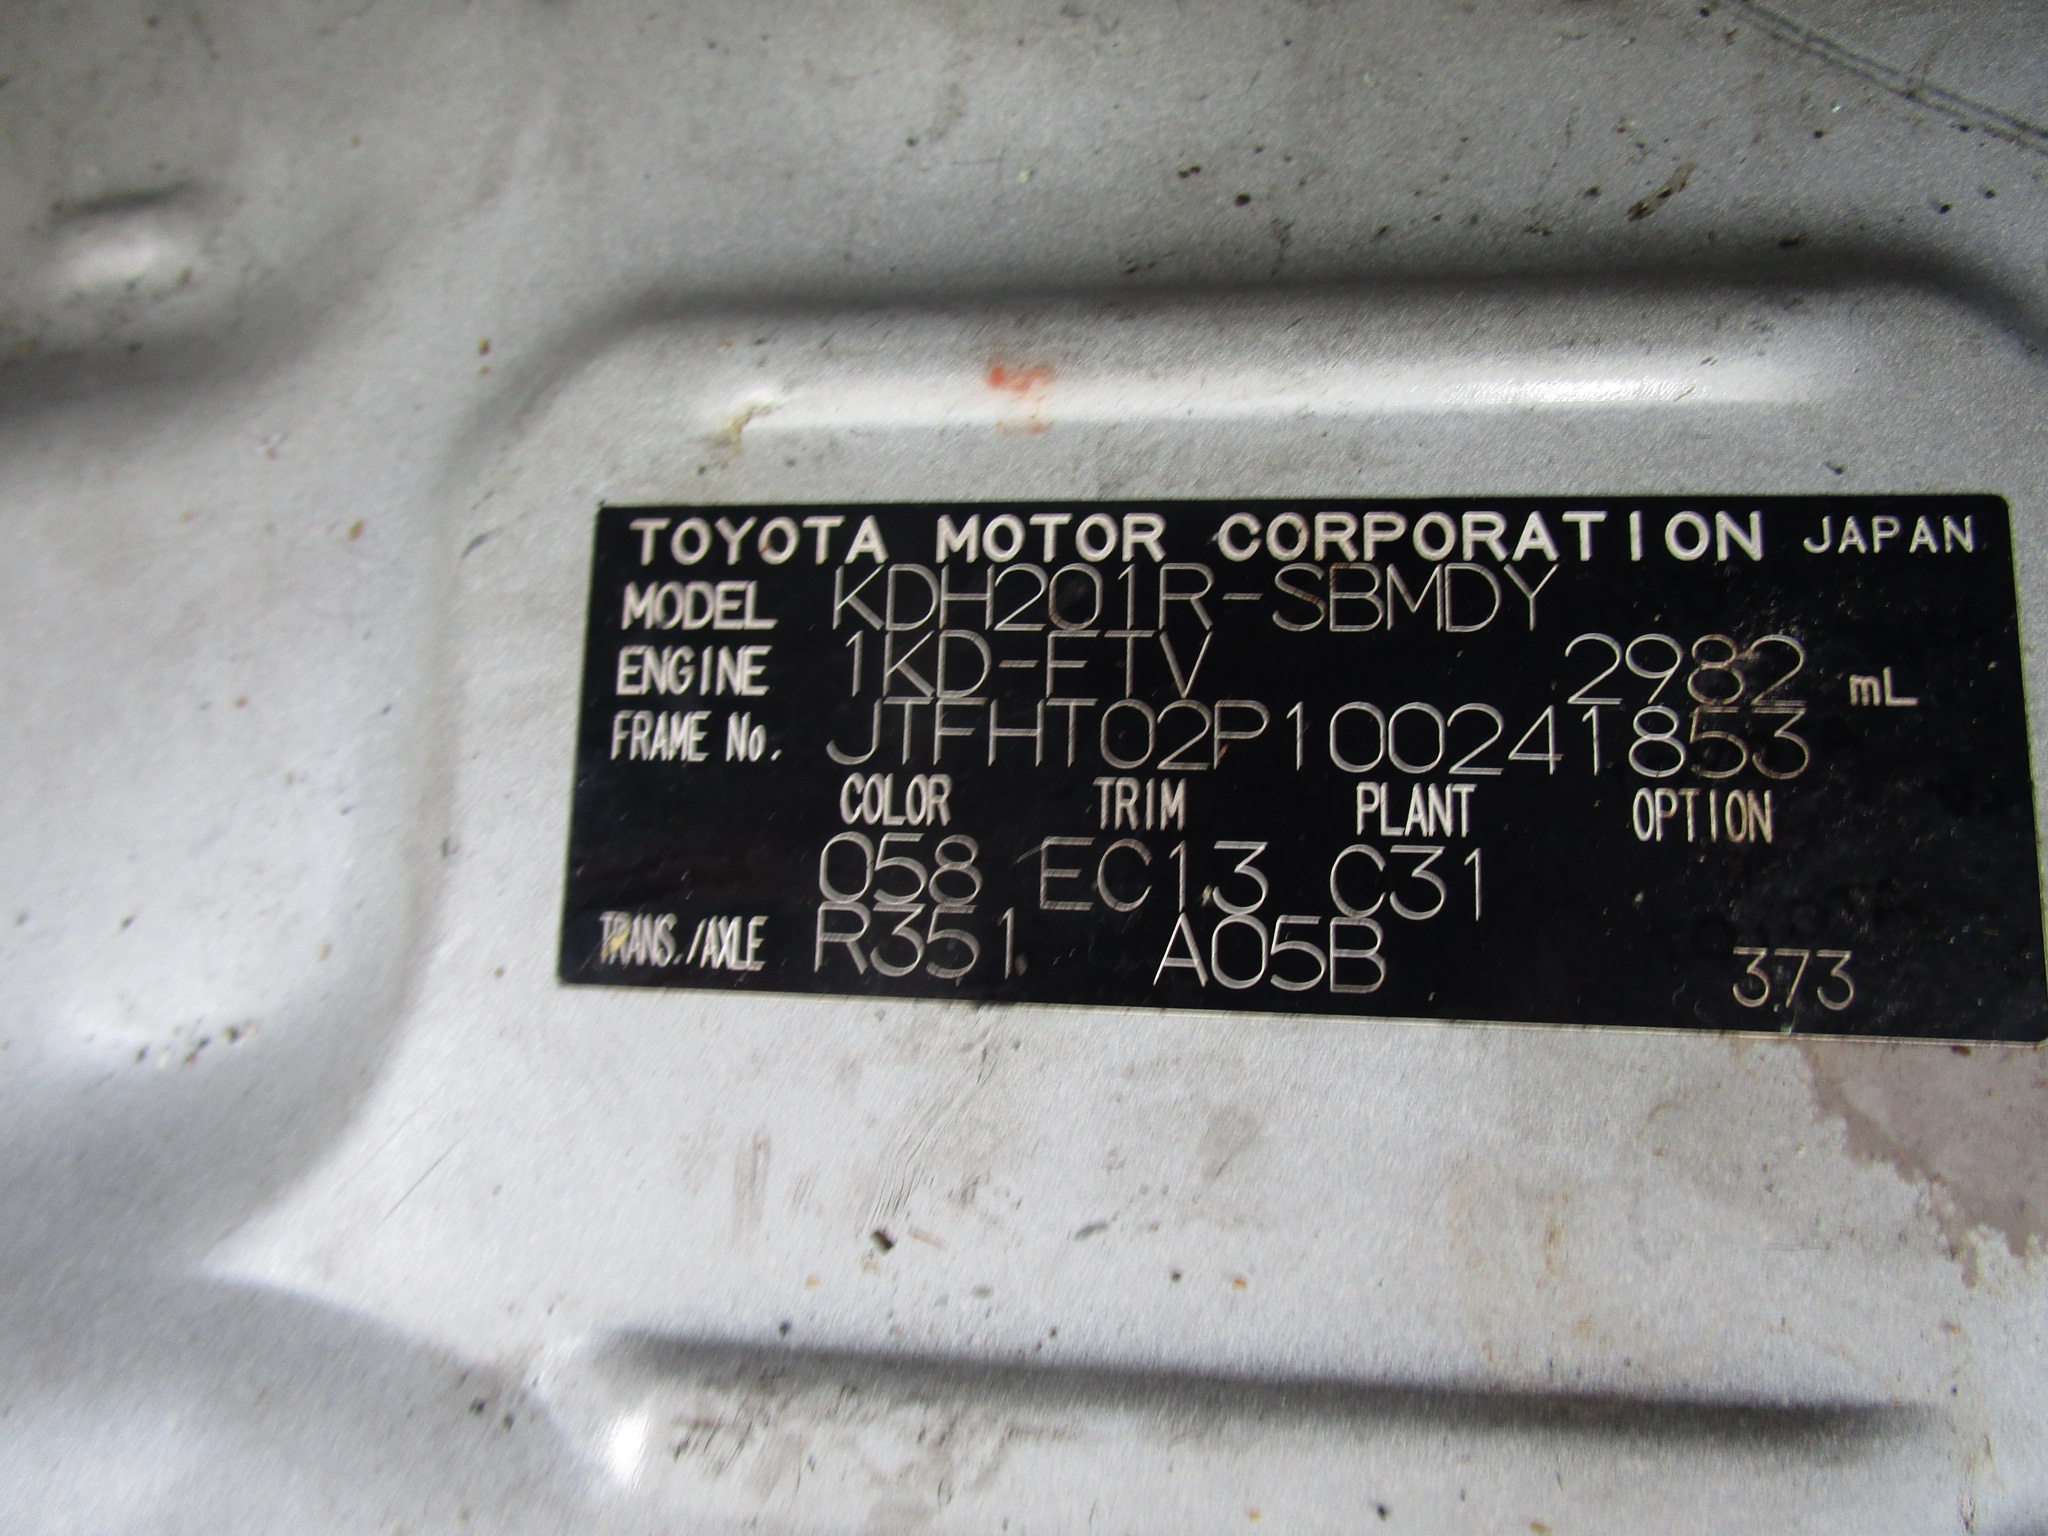 TOYOTA MOTOR CORPORATION JAPAN
MODEL KDH201R-SBMDY
ENGINE 1KD-FTV 2982 mL
FRAME No. JTFHT02P100241853
COLOR TRIM PLANT OPTION
058 EC13 C31
TRANS./AXLE R351 A05B 373